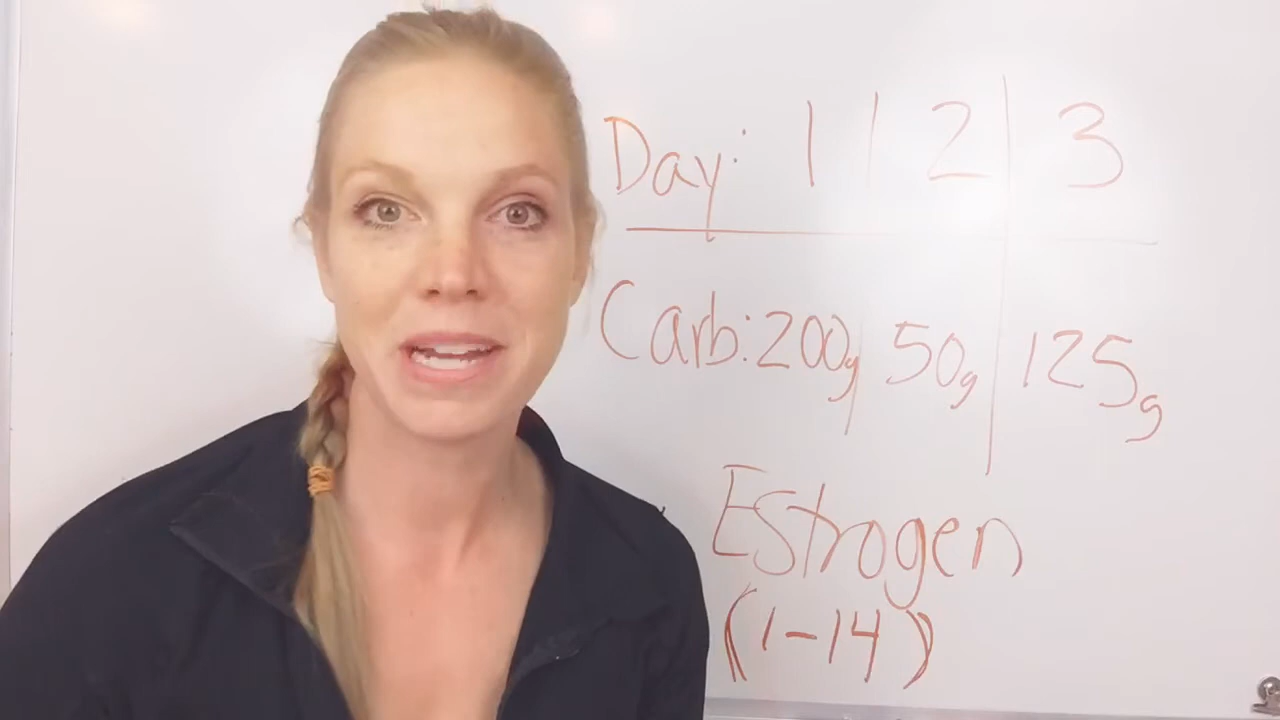 Day: 1 | 2 | 3
Carb: 200g | 50g | 125g
Estrogen
(1-14)